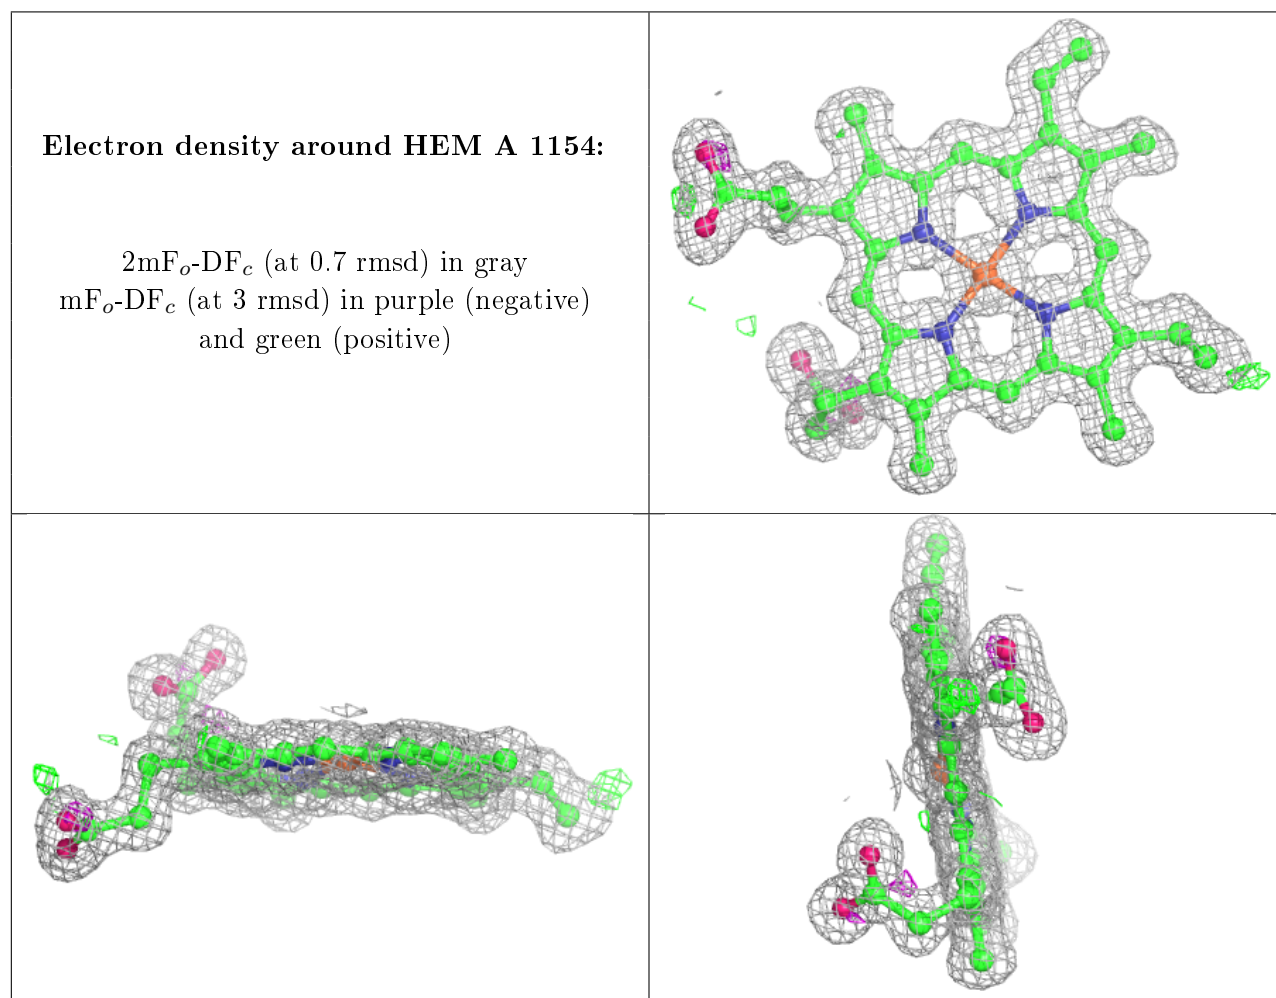 Electron density around HEM A 1154:
2mFₒ-DF𝒸 (at 0.7 rmsd) in gray
mFₒ-DF𝒸 (at 3 rmsd) in purple (negative)
and green (positive)